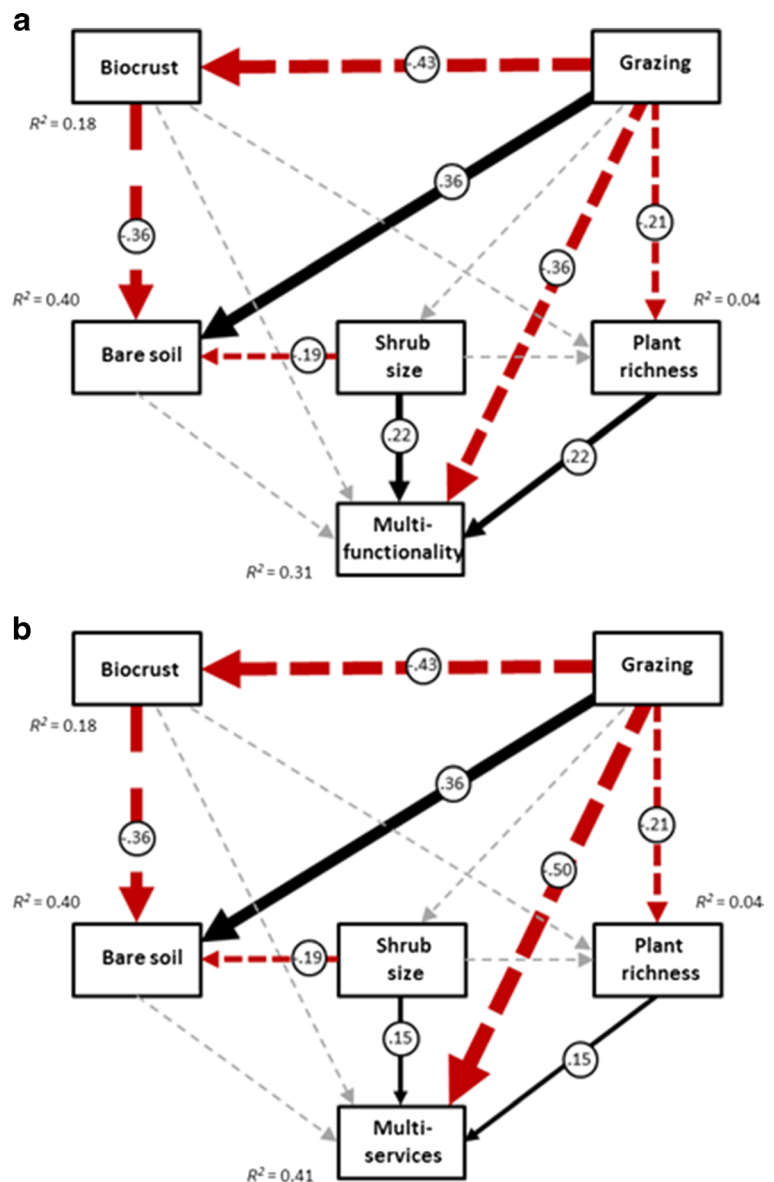 a
Biocrust
-.43
Grazing
R² = 0.18
.36
-.36
-.21
-.36
R² = 0.40
R² = 0.04
Bare soil
-.19
Shrub
size
Plant
richness
.22
.22
Multi-
functionality
R² = 0.31
b
Biocrust
-.43
Grazing
R² = 0.18
.36
-.36
-.21
-.50
R² = 0.40
R² = 0.04
Bare soil
-.19
Shrub
size
Plant
richness
.15
.15
Multi-
services
R² = 0.41